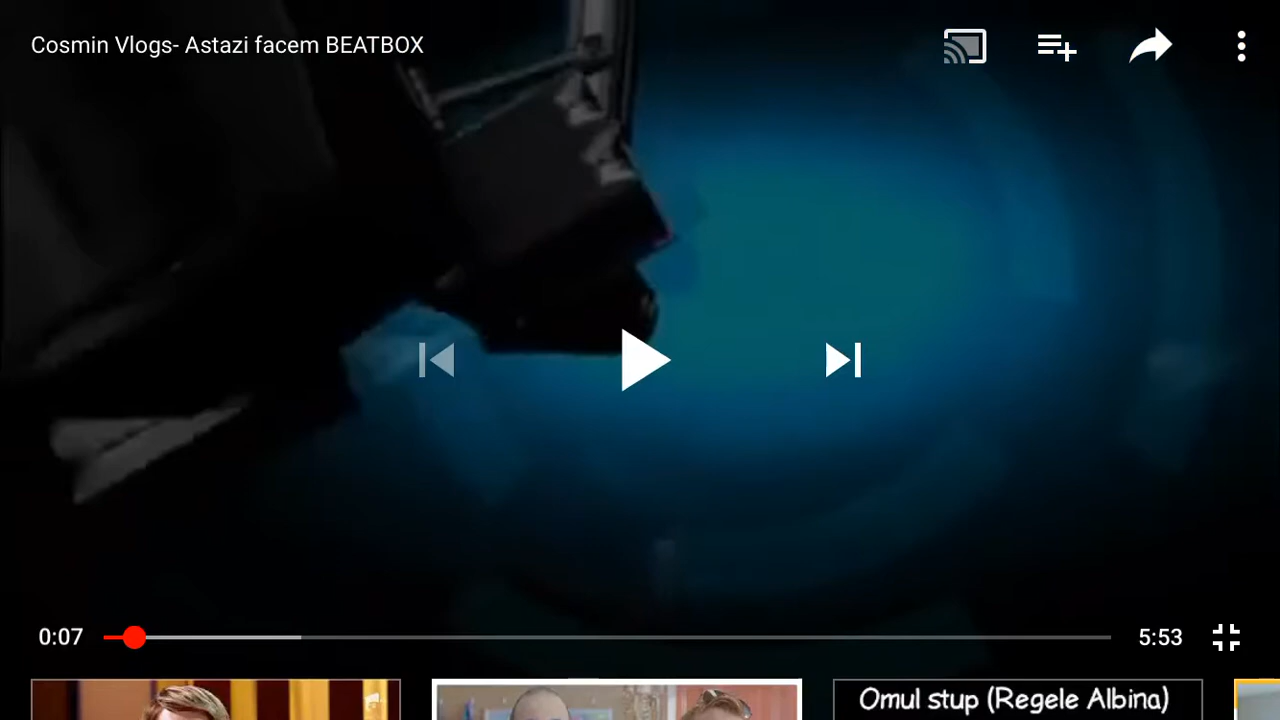 Cosmin Vlogs- Astazi facem BEATBOX
0:07
5:53
Omul stup (Regele Albina)